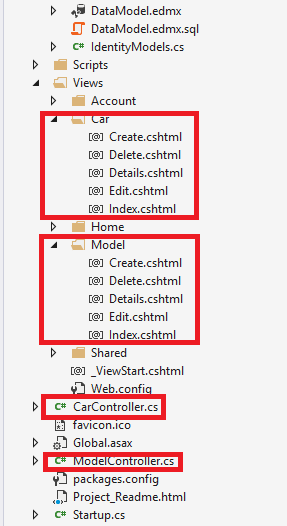 DataModel.edmx
DataModel.edmx.sql
C# IdentityModels.cs
Scripts
Views
Account
Car
[@] Create.cshtml
[@] Delete.cshtml
[@] Details.cshtml
[@] Edit.cshtml
[@] Index.cshtml
Home
Model
[@] Create.cshtml
[@] Delete.cshtml
[@] Details.cshtml
[@] Edit.cshtml
[@] Index.cshtml
Shared
[@] _ViewStart.cshtml
Web.config
C# CarController.cs
favicon.ico
Global.asax
C# ModelController.cs
packages.config
Project_Readme.html
C# Startup.cs